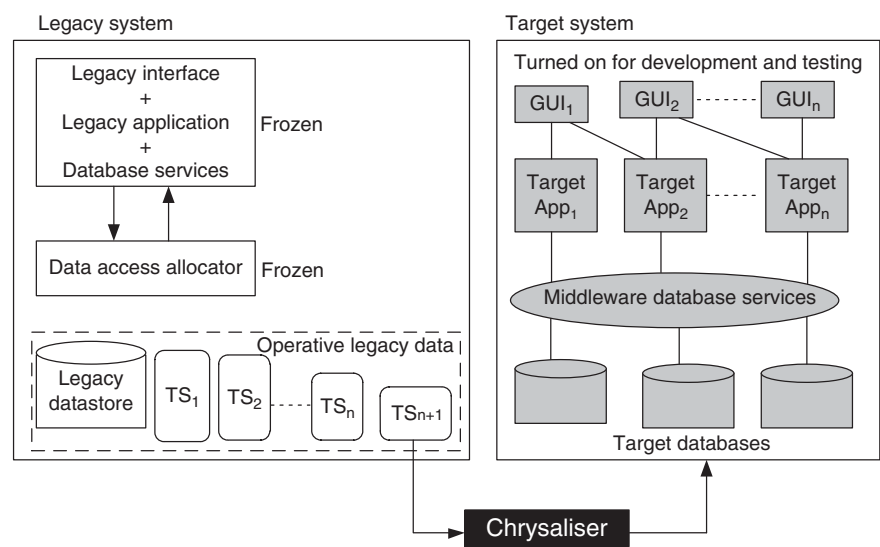 Legacy system
Legacy interface
+
Legacy application
+
Database services
Frozen
Data access allocator
Frozen
Operative legacy data
Legacy
datastore
TS1
TS2
TSn
TSn+1
Target system
Turned on for development and testing
GUI1
GUI2
GUIn
Target
App1
Target
App2
Target
Appn
Middleware database services
Target databases
Chrysaliser